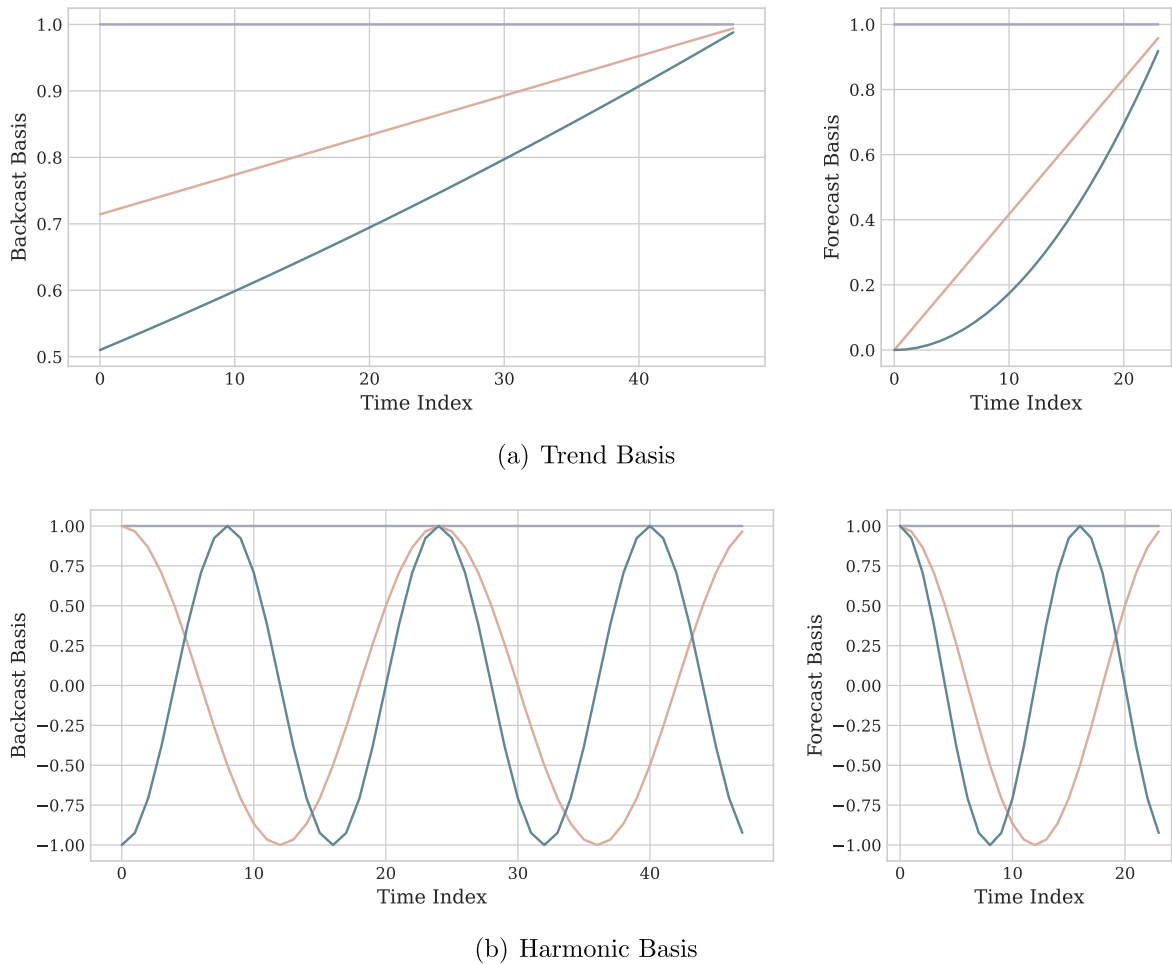 1.0
0.9
0.8
0.7
0.6
0.5
Backcast Basis
0 10 20 30 40
Time Index
1.0
0.8
0.6
0.4
0.2
0.0
Forecast Basis
0 10 20
Time Index
(a) Trend Basis
1.00
0.75
0.50
0.25
0.00
−0.25
−0.50
−0.75
−1.00
Backcast Basis
0 10 20 30 40
Time Index
1.00
0.75
0.50
0.25
0.00
−0.25
−0.50
−0.75
−1.00
Forecast Basis
0 10 20
Time Index
(b) Harmonic Basis